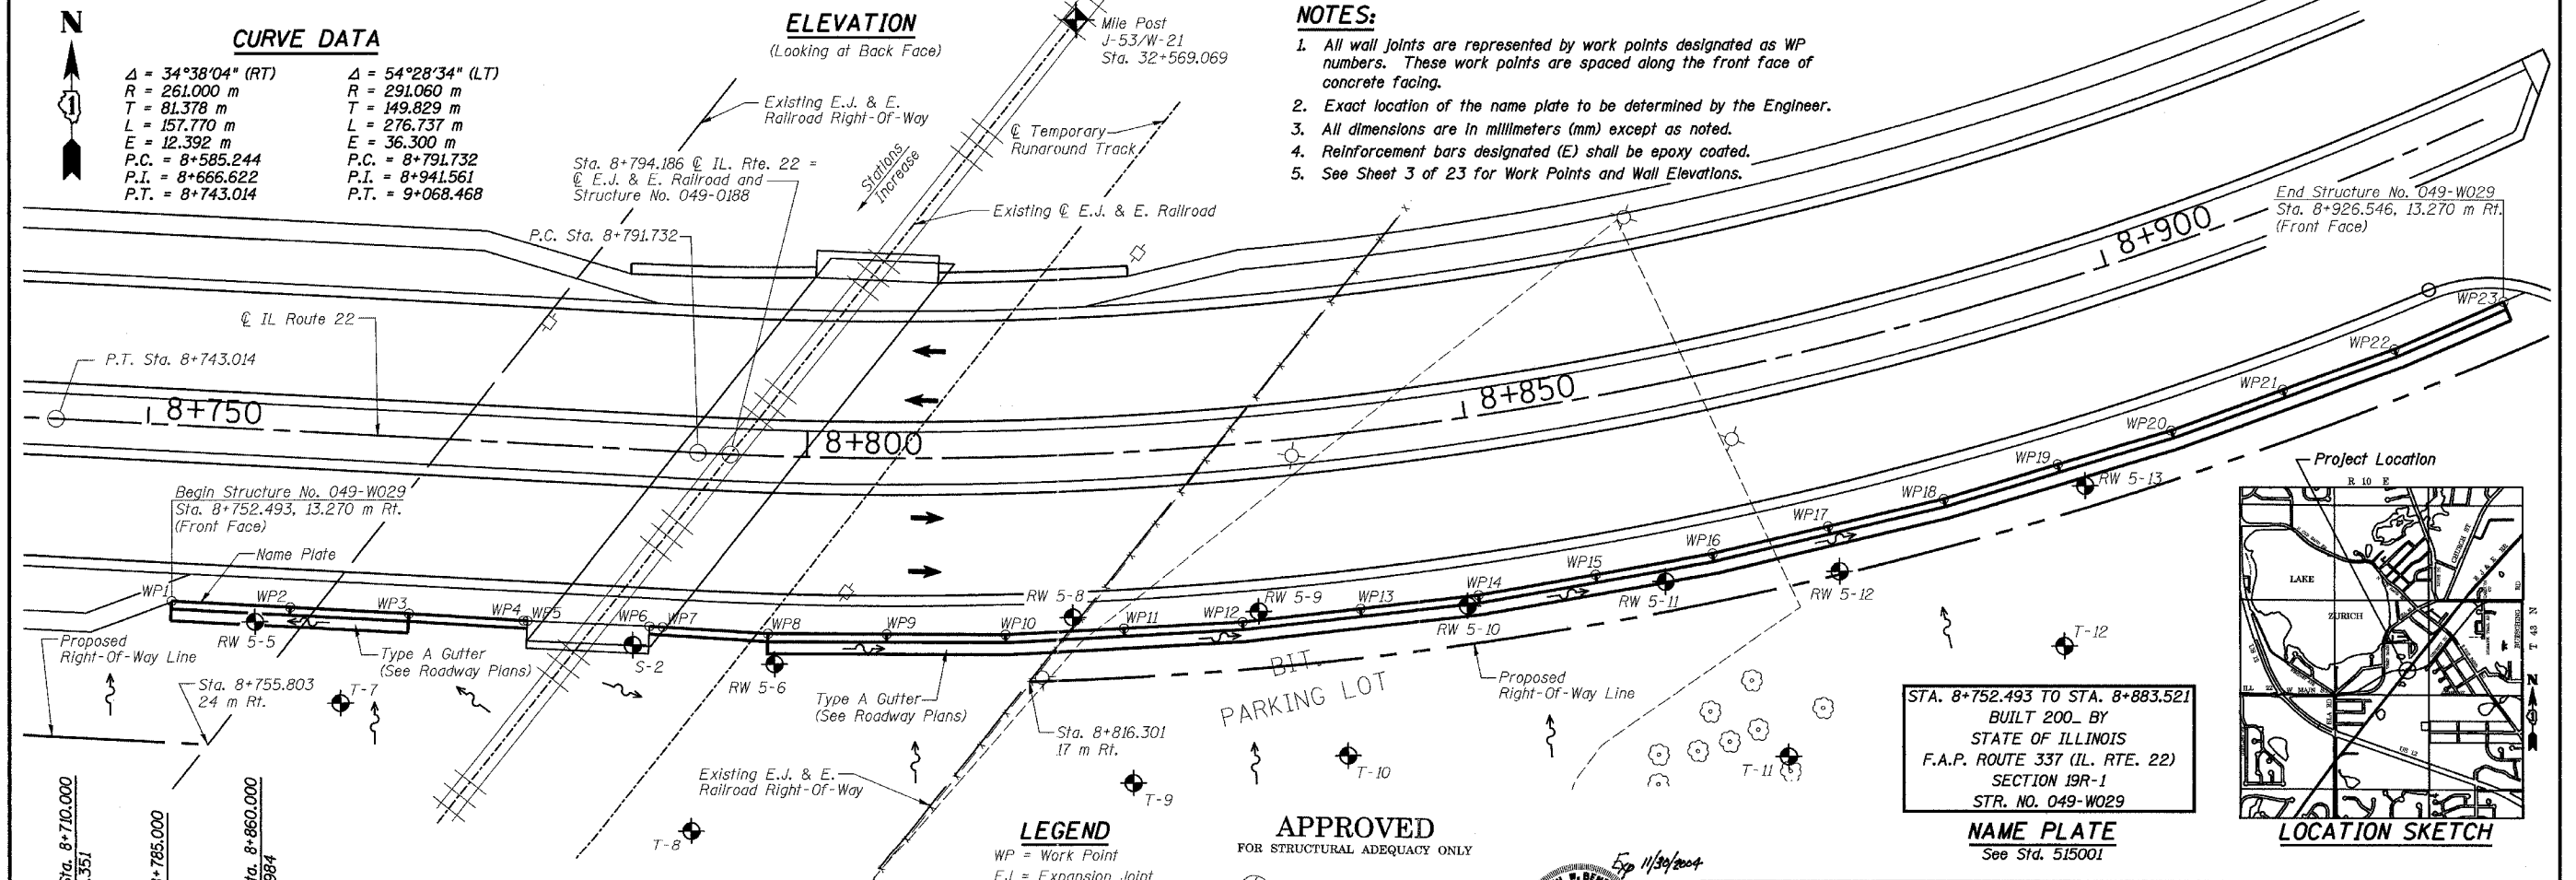 N
CURVE DATA
Δ = 34°38'04" (RT)
R = 261.000 m
T = 81.378 m
L = 157.770 m
E = 12.392 m
P.C. = 8+585.244
P.I. = 8+666.622
P.T. = 8+743.014
Δ = 54°28'34" (LT)
R = 291.060 m
T = 149.829 m
L = 276.737 m
E = 36.300 m
P.C. = 8+791.732
P.I. = 8+941.561
P.T. = 9+068.468
ELEVATION
(Looking at Back Face)
Mile Post
J-53/W-21
Sta. 32+569.069
Existing E.J. & E.
Railroad Right-Of-Way
℄ Temporary
Runaround Track
Stations
Increase
Sta. 8+794.186 ℄ IL. Rte. 22 =
℄ E.J. & E. Railroad and
Structure No. 049-0188
Existing ℄ E.J. & E. Railroad
P.C. Sta. 8+791.732
NOTES:
1. All wall joints are represented by work points designated as WP
numbers. These work points are spaced along the front face of
concrete facing.
2. Exact location of the name plate to be determined by the Engineer.
3. All dimensions are in millimeters (mm) except as noted.
4. Reinforcement bars designated (E) shall be epoxy coated.
5. See Sheet 3 of 23 for Work Points and Wall Elevations.
End Structure No. 049-W029
Sta. 8+926.546, 13.270 m Rt.
(Front Face)
℄ IL Route 22
P.T. Sta. 8+743.014
8+750
8+800
8+850
8+900
Begin Structure No. 049-W029
Sta. 8+752.493, 13.270 m Rt.
(Front Face)
Name Plate
WP1
WP2
WP3
WP4
WP5
WP6
WP7
WP8
WP9
WP10
WP11
WP12
WP13
WP14
WP15
WP16
WP17
WP18
WP19
WP20
WP21
WP22
WP23
RW 5-5
S-2
RW 5-6
RW 5-8
RW 5-9
RW 5-10
RW 5-11
RW 5-12
RW 5-13
Proposed
Right-Of-Way Line
Type A Gutter
(See Roadway Plans)
Sta. 8+755.803
24 m Rt.
T-7
T-8
T-9
T-10
T-11
T-12
Type A Gutter
(See Roadway Plans)
Existing E.J. & E.
Railroad Right-Of-Way
Sta. 8+816.301
17 m Rt.
BIT.
PARKING LOT
Proposed
Right-Of-Way Line
Sta. 8+710.000
.351
+785.000
ta. 8+860.000
984
LEGEND
WP = Work Point
EJ = Expansion Joint
APPROVED
FOR STRUCTURAL ADEQUACY ONLY
Exp 11/30/2004
STA. 8+752.493 TO STA. 8+883.521
BUILT 200_ BY
STATE OF ILLINOIS
F.A.P. ROUTE 337 (IL. RTE. 22)
SECTION 19R-1
STR. NO. 049-W029
NAME PLATE
See Std. 515001
Project Location
R 10 E
LAKE
ZURICH
CHURCH ST
T 43 N
N
US 12
LOCATION SKETCH